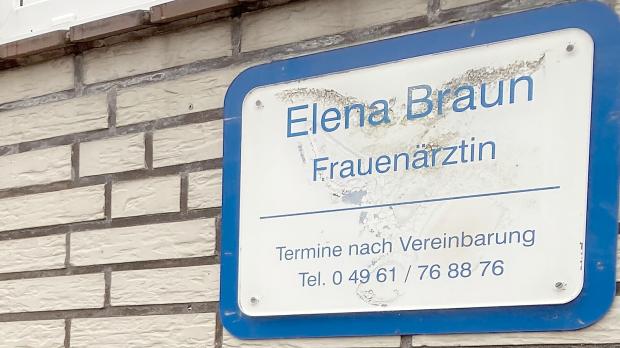 Elena Braun
Frauenärztin
Termine nach Vereinbarung
Tel. 0 49 61 / 76 88 76